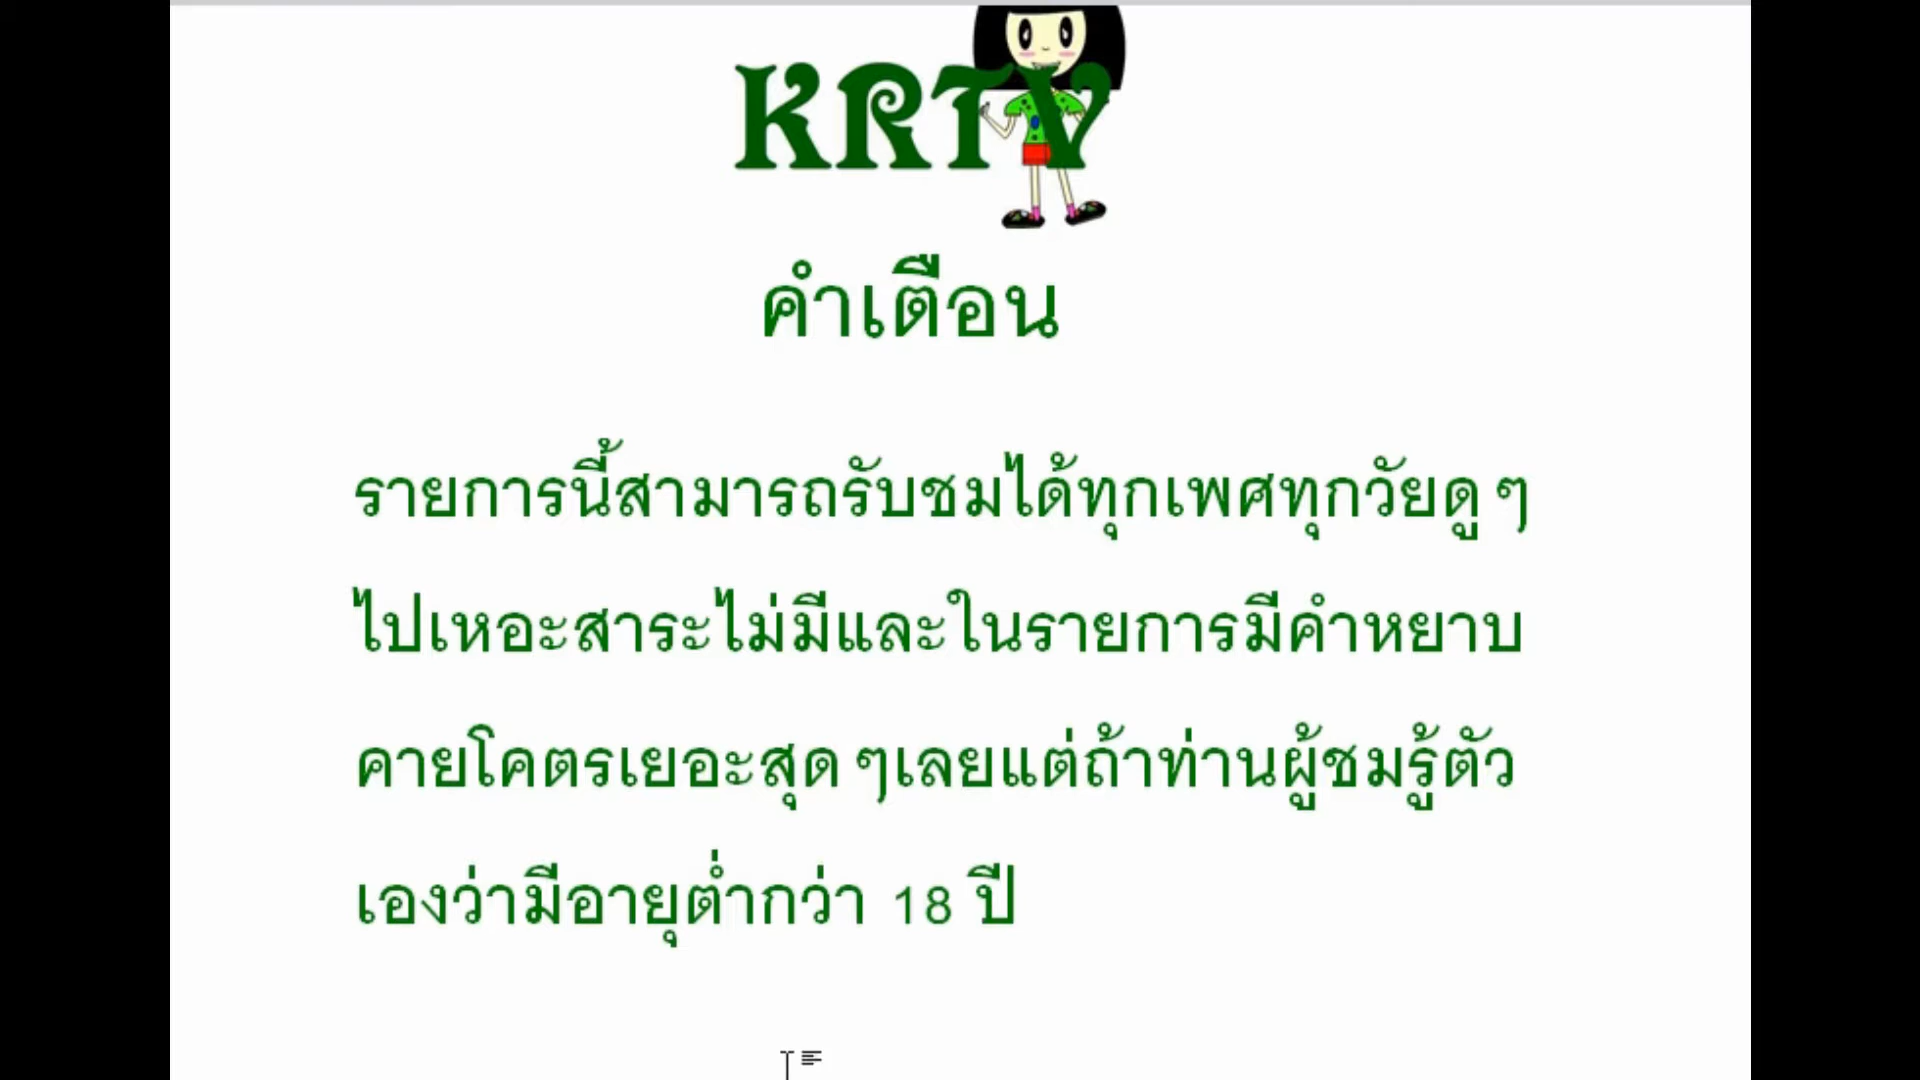 KRTV
คำเตือน
รายการนี้สามารถรับชมได้ทุกเพศทุกวัยดูๆ
ไปเหอะสาระไม่มีและในรายการมีคำหยาบ
คายโคตรเยอะสุดๆเลยแต่ถ้าท่านผู้ชมรู้ตัว
เองว่ามีอายุต่ำกว่า 18 ปี